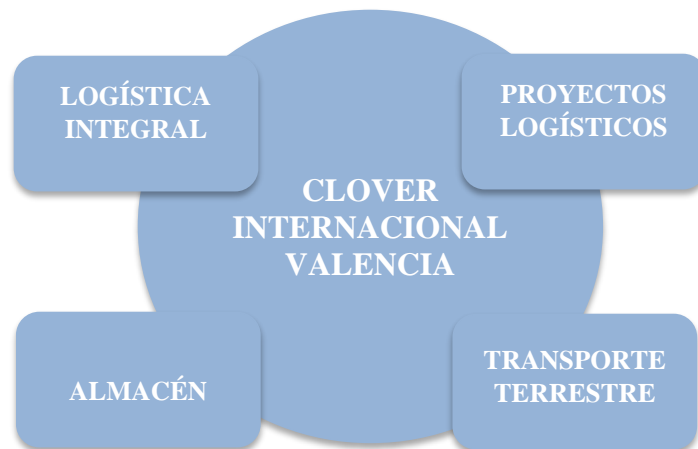 LOGÍSTICA
INTEGRAL
PROYECTOS
LOGÍSTICOS
CLOVER
INTERNACIONAL
VALENCIA
ALMACÉN
TRANSPORTE
TERRESTRE